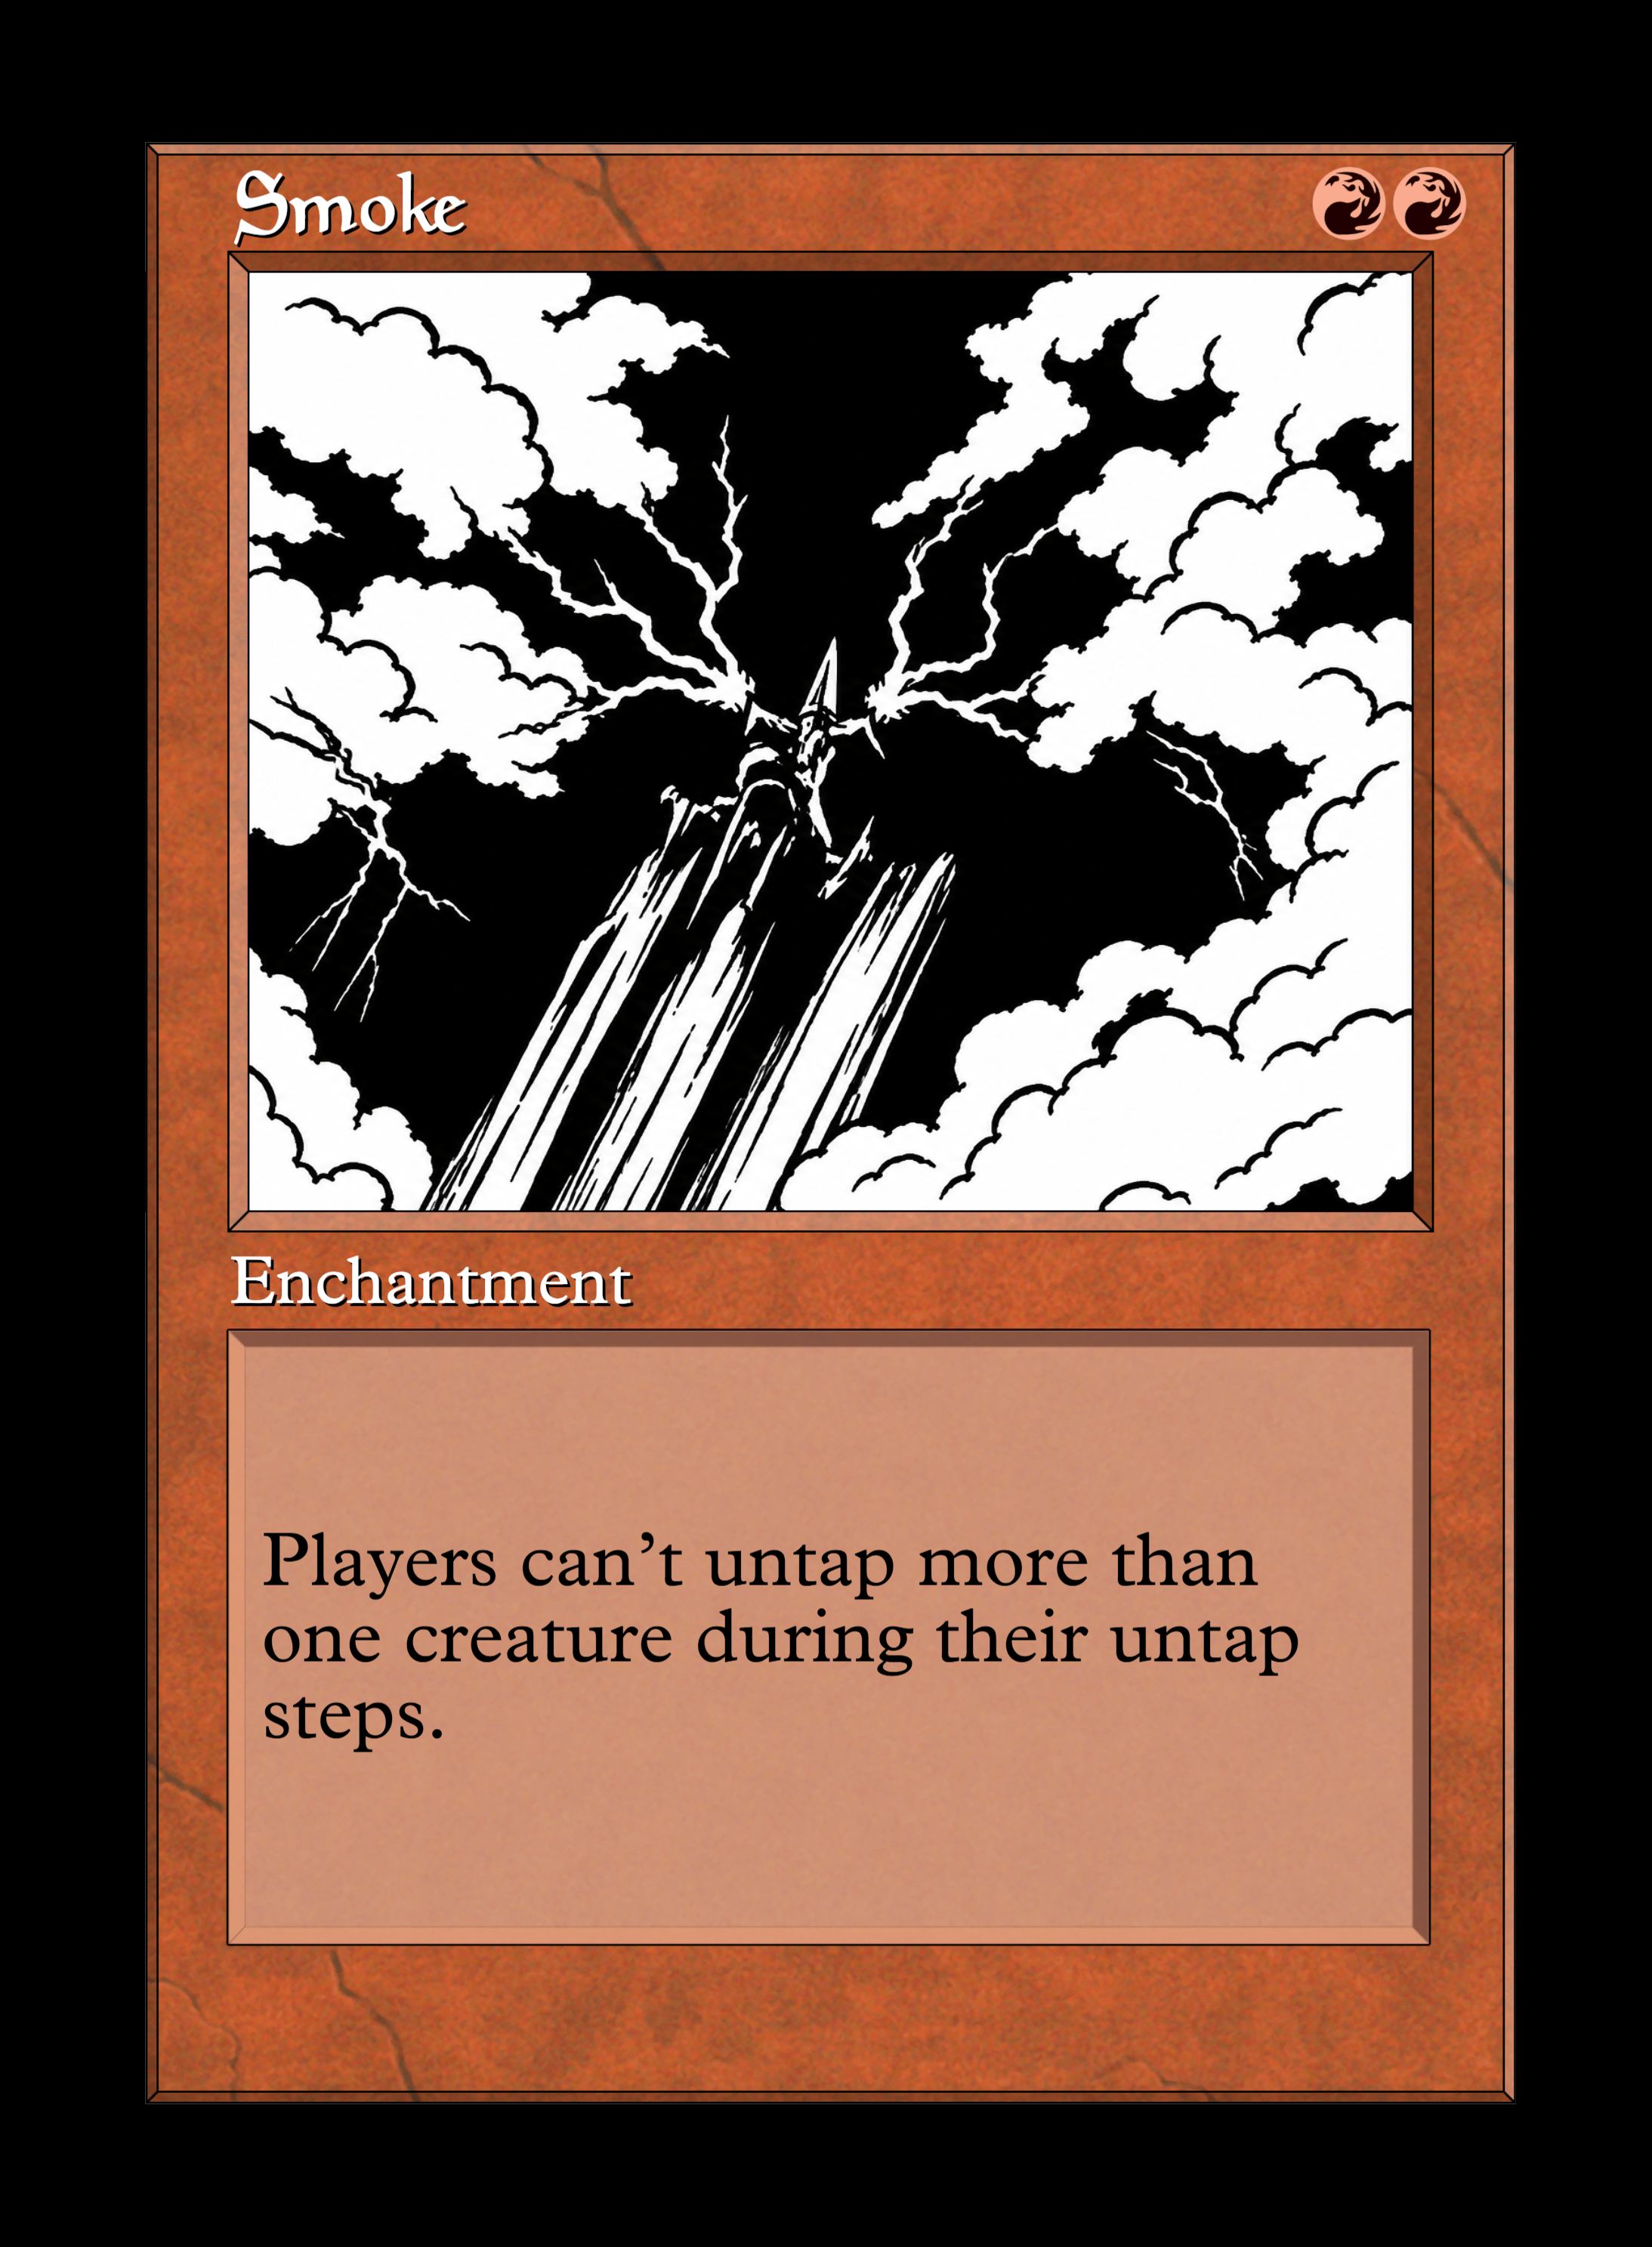 Smoke
Enchantment
Players can’t untap more than
one creature during their untap
steps.